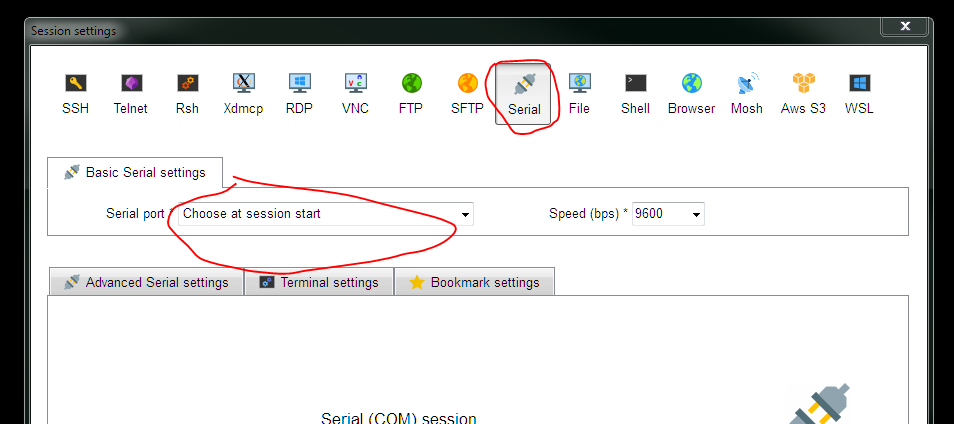 Session settings
SSH Telnet Rsh Xdmcp RDP VNC FTP SFTP Serial File Shell Browser Mosh Aws S3 WSL
Basic Serial settings
Serial port * Choose at session start Speed (bps) * 9600
Advanced Serial settings Terminal settings Bookmark settings
Serial (COM) session